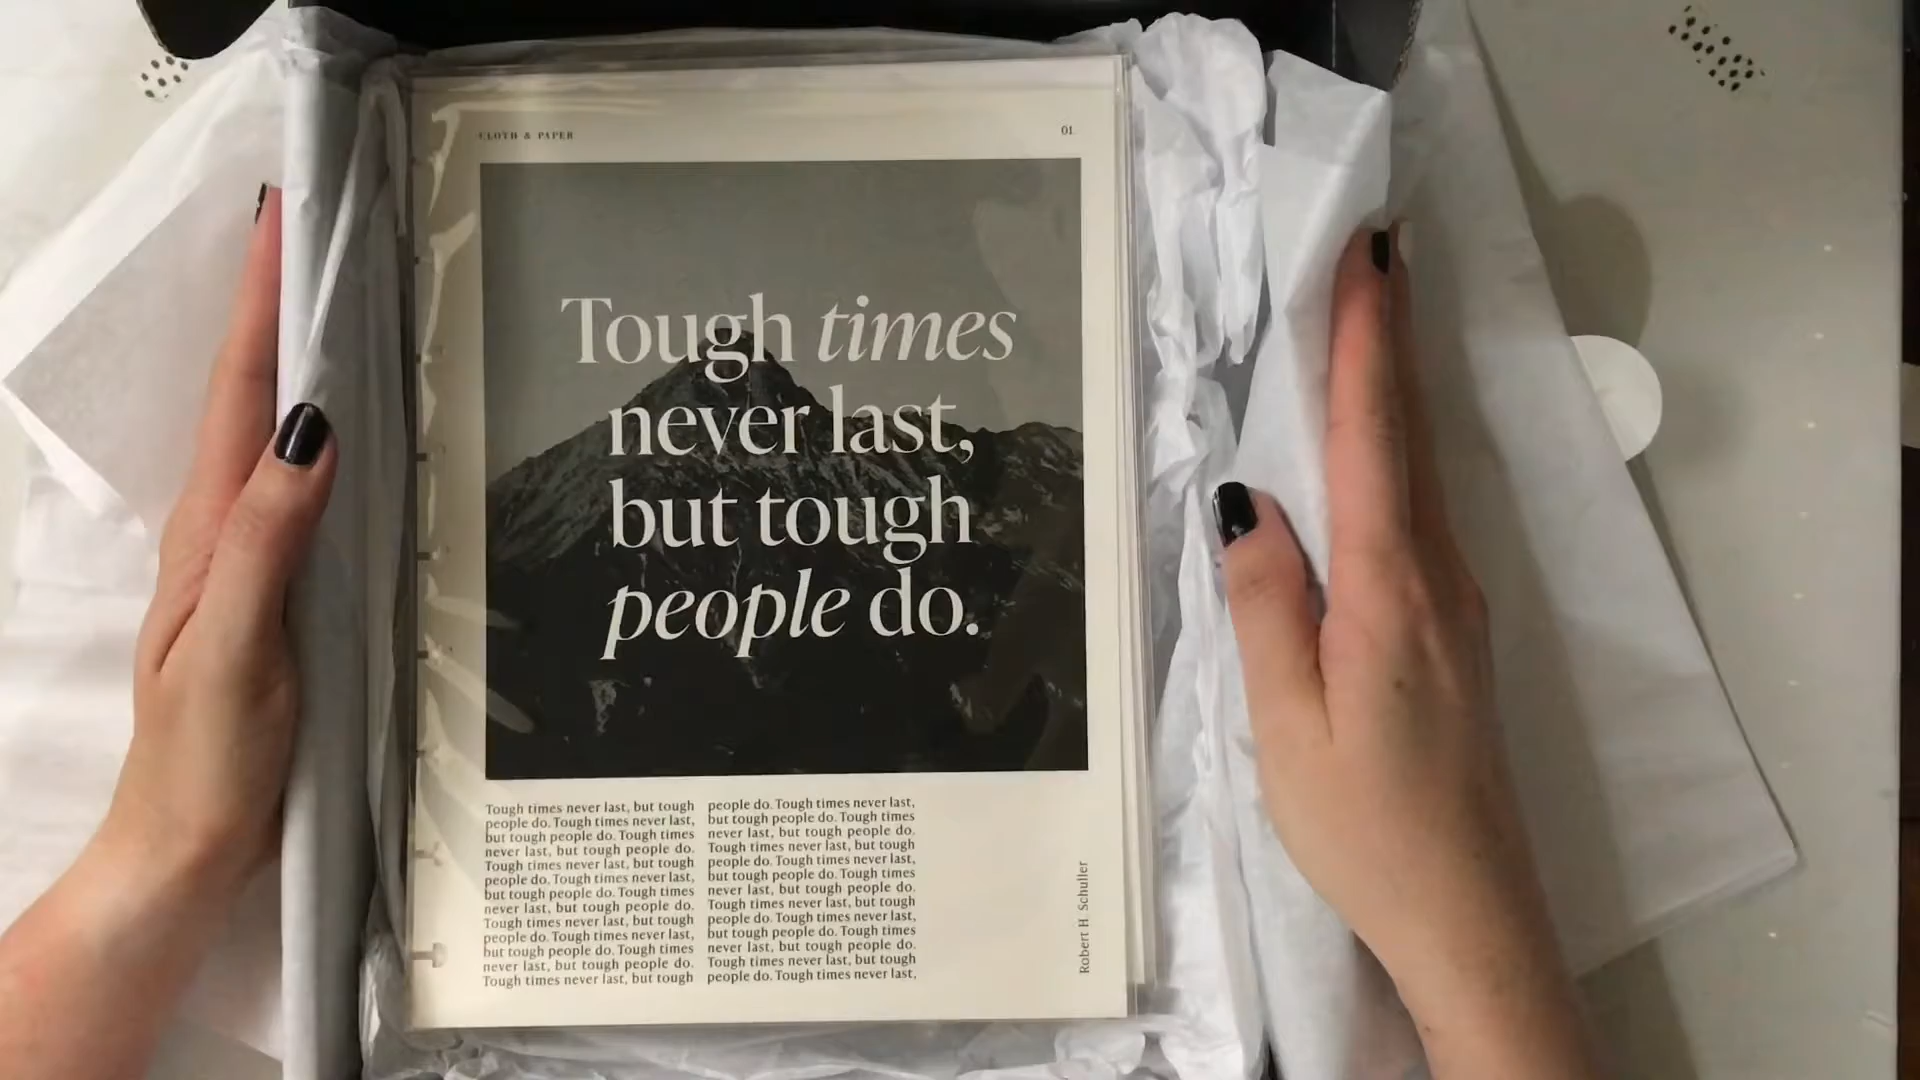 CLOTH & PAPER
01.
Tough times
never last,
but tough
people do.
Tough times never last, but tough
people do. Tough times never last,
but tough people do. Tough times
never last, but tough people do.
Tough times never last, but tough
people do. Tough times never last,
but tough people do. Tough times
never last, but tough people do.
Tough times never last, but tough
people do. Tough times never last,
but tough people do. Tough times
never last, but tough people do.
Tough times never last, but tough
people do. Tough times never last,
but tough people do. Tough times
never last, but tough people do.
Tough times never last, but tough
people do. Tough times never last,
but tough people do. Tough times
never last, but tough people do.
Tough times never last, but tough
people do. Tough times never last,
but tough people do. Tough times
never last, but tough people do.
Tough times never last, but tough
people do. Tough times never last,
Robert H Schuller